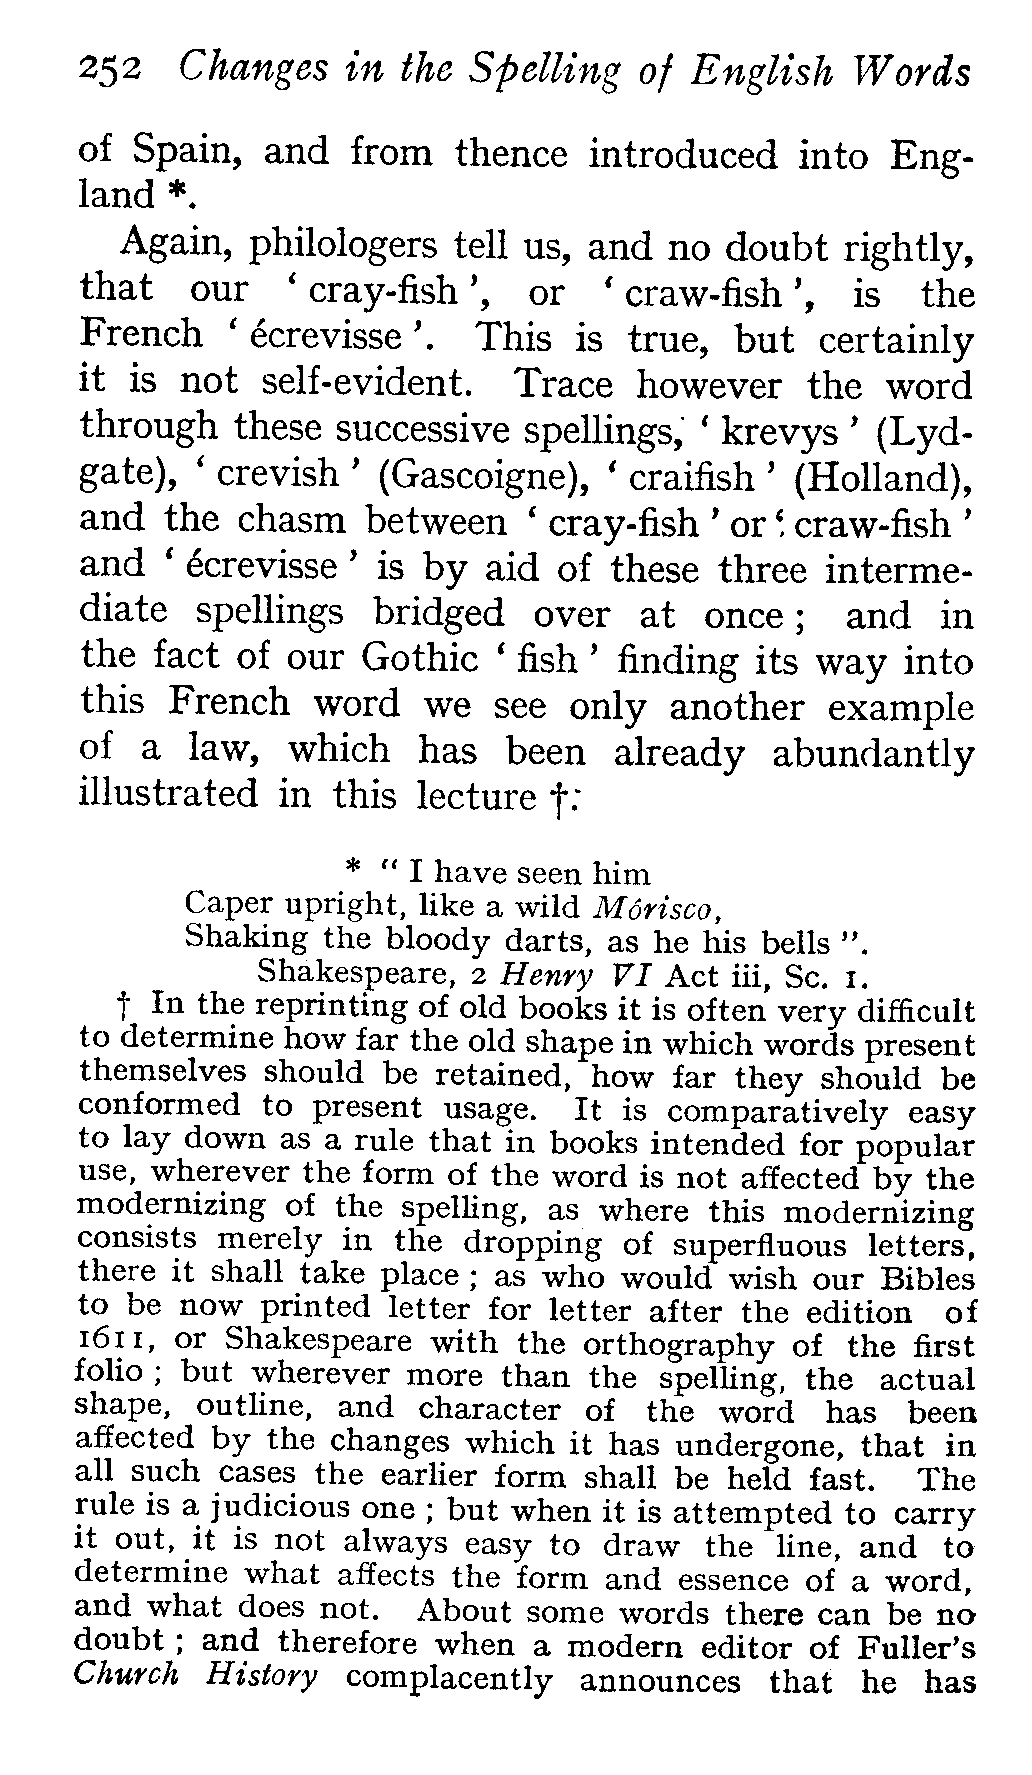 252 Changes in the Spelling of English Words
of Spain, and from thence introduced into Eng-
land *.
Again, philologers tell us, and no doubt rightly,
that our ‘ cray-fish ’, or ‘ craw-fish ’, is the
French ‘ écrevisse ’. This is true, but certainly
it is not self-evident. Trace however the word
through these successive spellings, ‘ krevys ’ (Lyd-
gate), ‘ crevish ’ (Gascoigne), ‘ craifish ’ (Holland),
and the chasm between ‘ cray-fish ’ or ‘ craw-fish ’
and ‘ écrevisse ’ is by aid of these three interme-
diate spellings bridged over at once ; and in
the fact of our Gothic ‘ fish ’ finding its way into
this French word we see only another example
of a law, which has been already abundantly
illustrated in this lecture †.
* “ I have seen him
Caper upright, like a wild Mórisco,
Shaking the bloody darts, as he his bells ”.
Shakespeare, 2 Henry VI Act iii, Sc. 1.
† In the reprinting of old books it is often very difficult
to determine how far the old shape in which words present
themselves should be retained, how far they should be
conformed to present usage. It is comparatively easy
to lay down as a rule that in books intended for popular
use, wherever the form of the word is not affected by the
modernizing of the spelling, as where this modernizing
consists merely in the dropping of superfluous letters,
there it shall take place ; as who would wish our Bibles
to be now printed letter for letter after the edition of
1611, or Shakespeare with the orthography of the first
folio ; but wherever more than the spelling, the actual
shape, outline, and character of the word has been
affected by the changes which it has undergone, that in
all such cases the earlier form shall be held fast. The
rule is a judicious one ; but when it is attempted to carry
it out, it is not always easy to draw the line, and to
determine what affects the form and essence of a word,
and what does not. About some words there can be no
doubt ; and therefore when a modern editor of Fuller’s
Church History complacently announces that he has